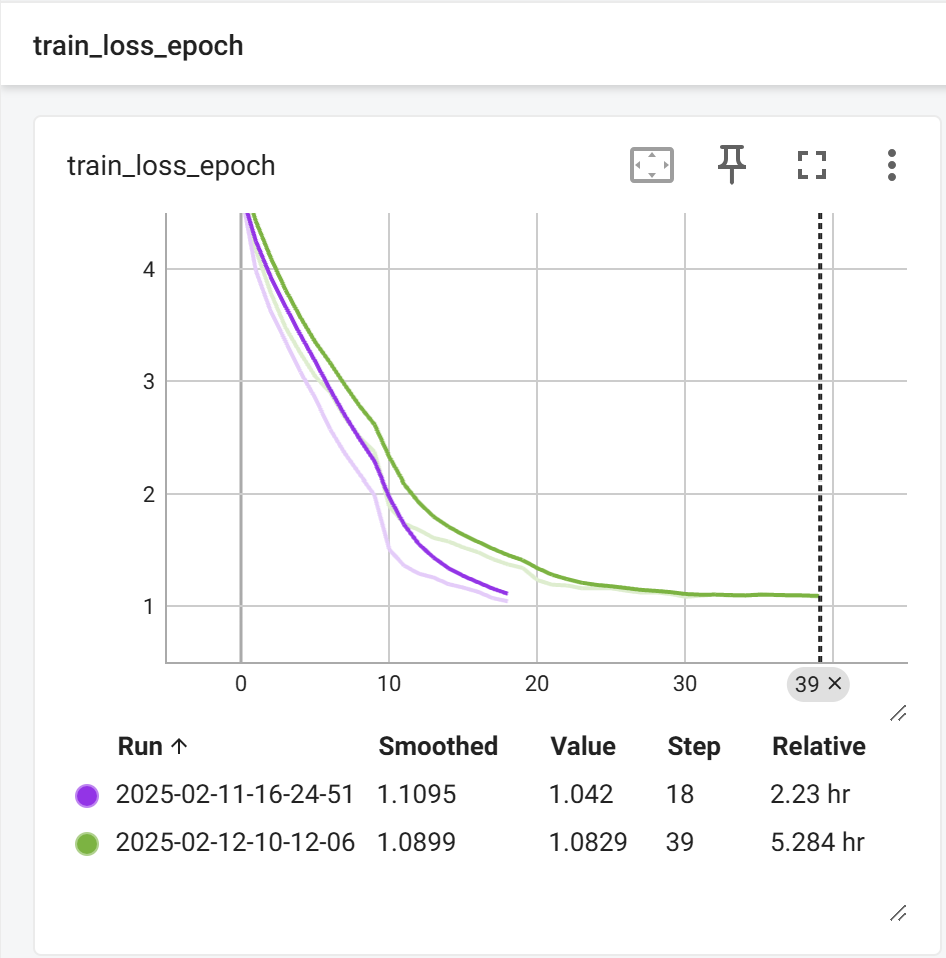 train_loss_epoch
train_loss_epoch
4
3
2
1
0 10 20 30 39 ×
Run ↑ Smoothed Value Step Relative
2025-02-11-16-24-51 1.1095 1.042 18 2.23 hr
2025-02-12-10-12-06 1.0899 1.0829 39 5.284 hr